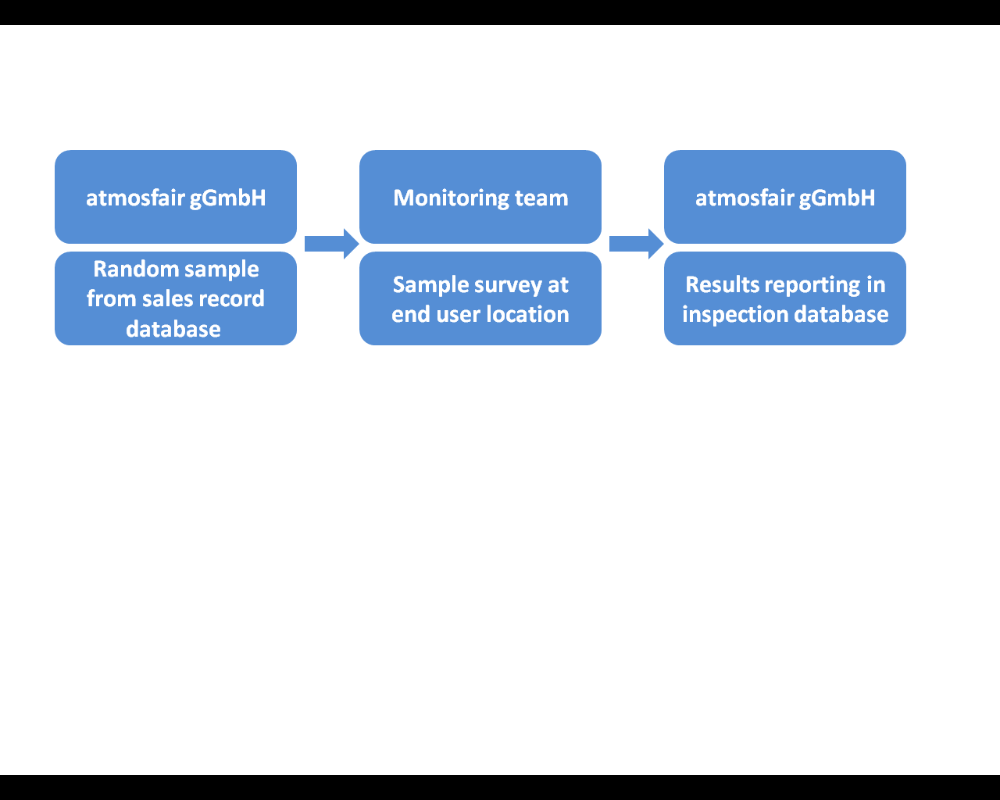 atmosfair gGmbH
Random sample
from sales record
database
Monitoring team
Sample survey at
end user location
atmosfair gGmbH
Results reporting in
inspection database